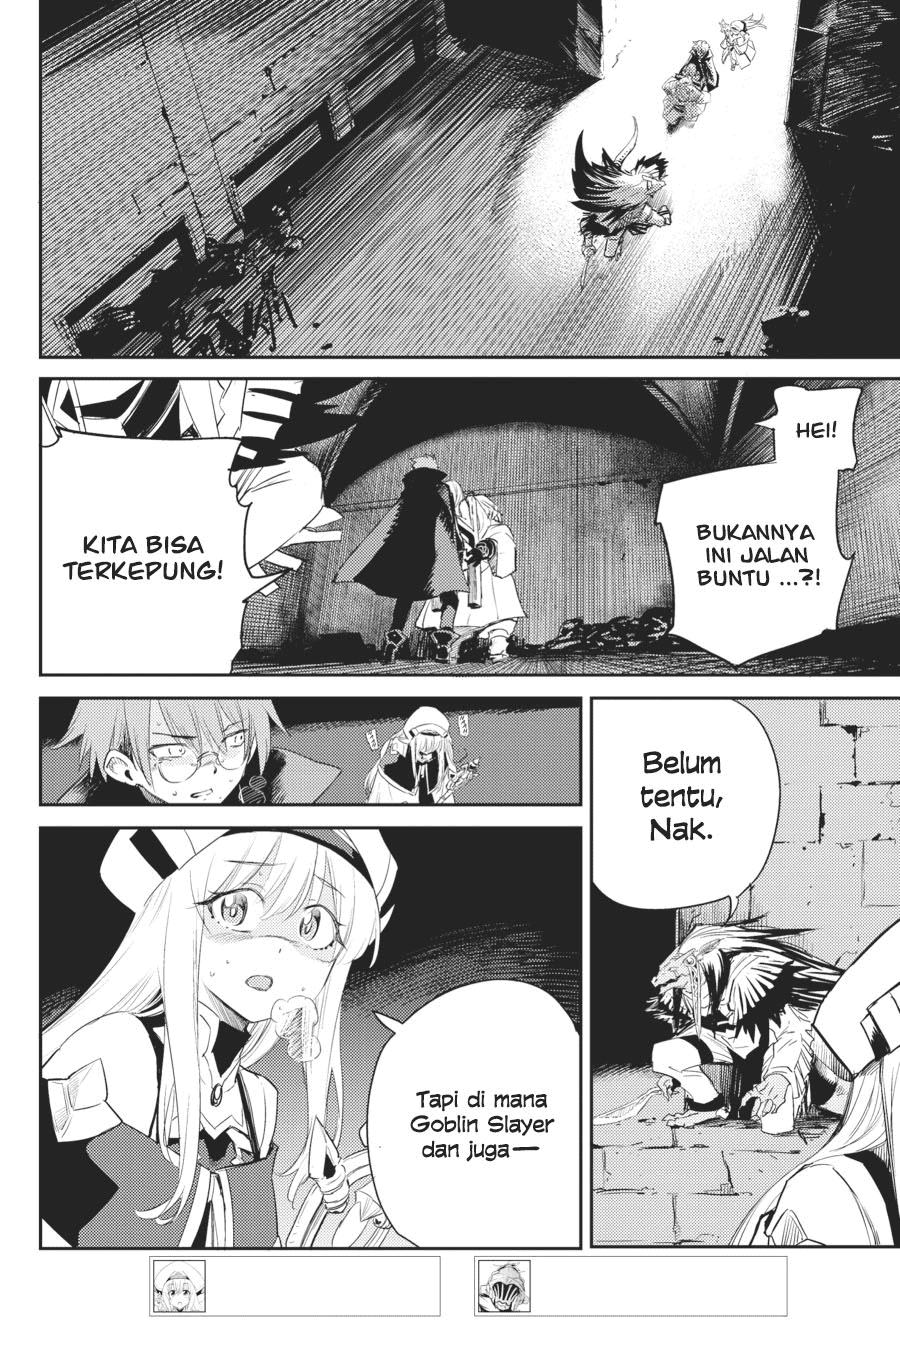 HEI!
BUKANNYA
INI JALAN
BUNTU ...?!
KITA BISA
TERKEPUNG!
Belum
tentu,
Nak.
Tapi di mana
Goblin Slayer
dan juga—